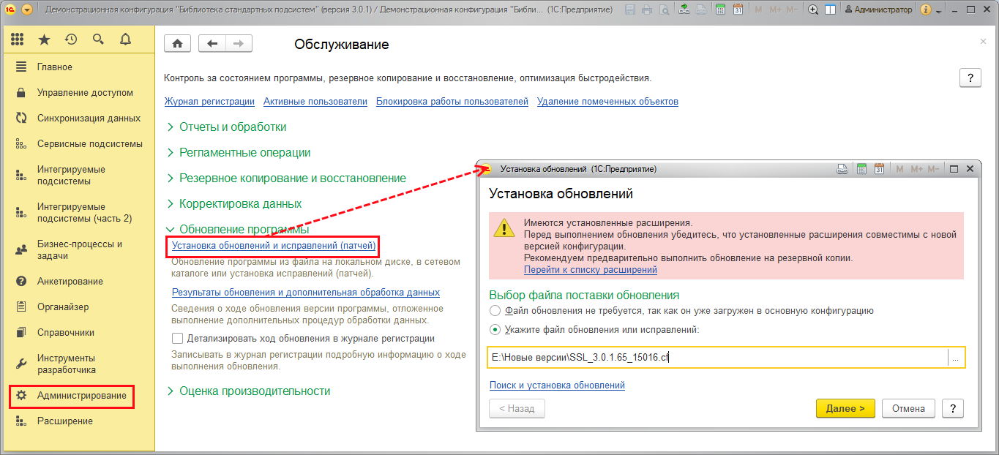 Демонстрационная конфигурация "Библиотека стандартных подсистем" (версия 3.0.1) / Демонстрационная конфигурация "Библи... (1С:Предприятие)
M M+ M- Администратор
Обслуживание
Контроль за состоянием программы, резервное копирование и восстановление, оптимизация быстродействия.
?
Журнал регистрации Активные пользователи Блокировка работы пользователей Удаление помеченных объектов
Главное
Управление доступом
Синхронизация данных
Сервисные подсистемы
Интегрируемые
подсистемы
Интегрируемые
подсистемы (часть 2)
Бизнес-процессы и
задачи
Анкетирование
Органайзер
Справочники
Инструменты
разработчика
Администрирование
Расширение
Отчеты и обработки
Регламентные операции
Резервное копирование и восстановление
Корректировка данных
Обновление программы
Установка обновлений и исправлений (патчей)
Обновление программы из файла на локальном диске, в сетевом
каталоге или установка исправлений (патчей).
Результаты обновления и дополнительная обработка данных
Сведения о ходе обновления версии программы, отложенное
выполнение дополнительных процедур обработки данных.
Детализировать ход обновления в журнале регистрации
Записывать в журнал регистрации подробную информацию о ходе
выполнения обновления.
Оценка производительности
Установка обновлений (1С:Предприятие)
31 M M+ M-
Установка обновлений
Имеются установленные расширения.
Перед выполнением обновления убедитесь, что установленные расширения совместимы с новой
версией конфигурации.
Рекомендуем предварительно выполнить обновление на резервной копии.
Перейти к списку расширений
Выбор файла поставки обновления
Файл обновления не требуется, так как он уже загружен в основную конфигурацию
Укажите файл обновления или исправлений:
E:\Новые версии\SSL_3.0.1.65_15016.cf
...
Поиск и установка обновлений
< Назад Далее > Отмена ?